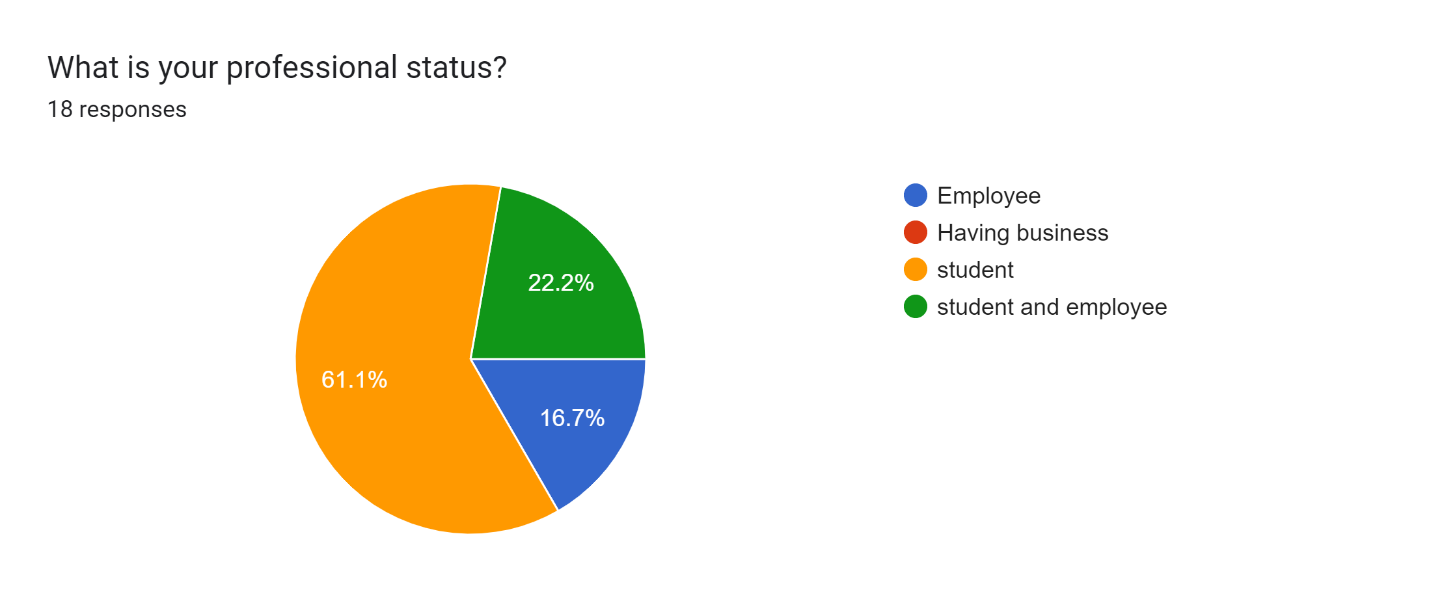 What is your professional status?
18 responses
22.2%
61.1%
16.7%
Employee
Having business
student
student and employee